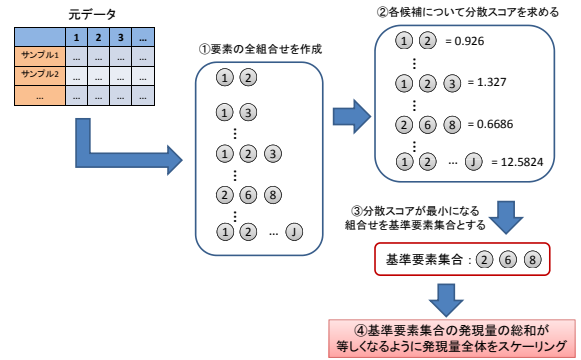 元データ
1 2 3 ...
サンプル1 ... ... ... ...
サンプル2 ... ... ... ...
... ... ... ... ...
①要素の全組合せを作成
1 2
1 3
⋮
1 2 3
⋮
2 6 8
⋮
1 2 ... J
②各候補について分散スコアを求める
1 2 = 0.926
⋮
1 2 3 = 1.327
⋮
2 6 8 = 0.6686
⋮
1 2 ... J = 12.5824
③分散スコアが最小になる
組合せを基準要素集合とする
基準要素集合：2 6 8
④基準要素集合の発現量の総和が
等しくなるように発現量全体をスケーリング